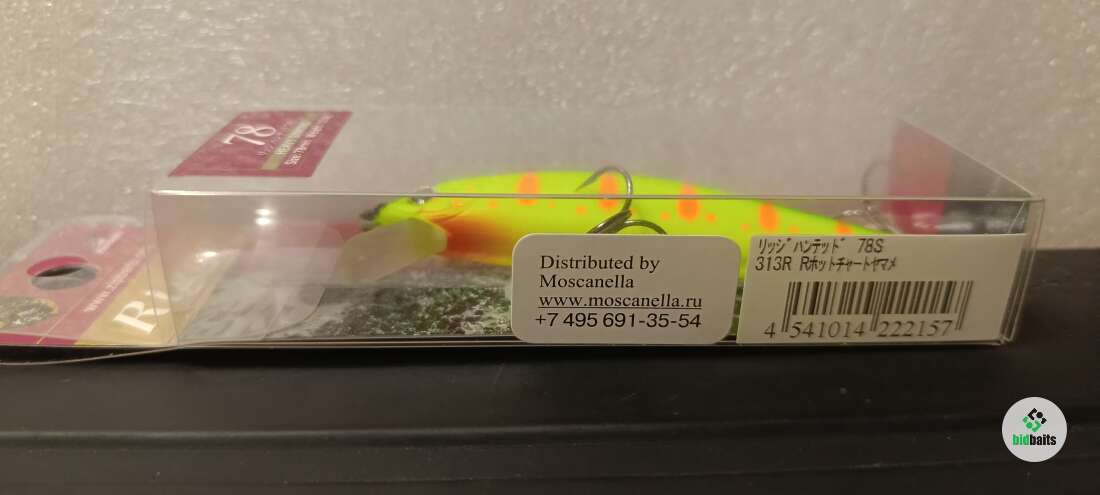 78
Distributed by
Moscanella
www.moscanella.ru
+7 495 691-35-54
ﾘｯｼﾞﾊﾝﾃｯﾄﾞ 78S
313R Rﾎｯﾄﾁｬｰﾄﾔﾏﾒ
4 541014 222157
bidbaits